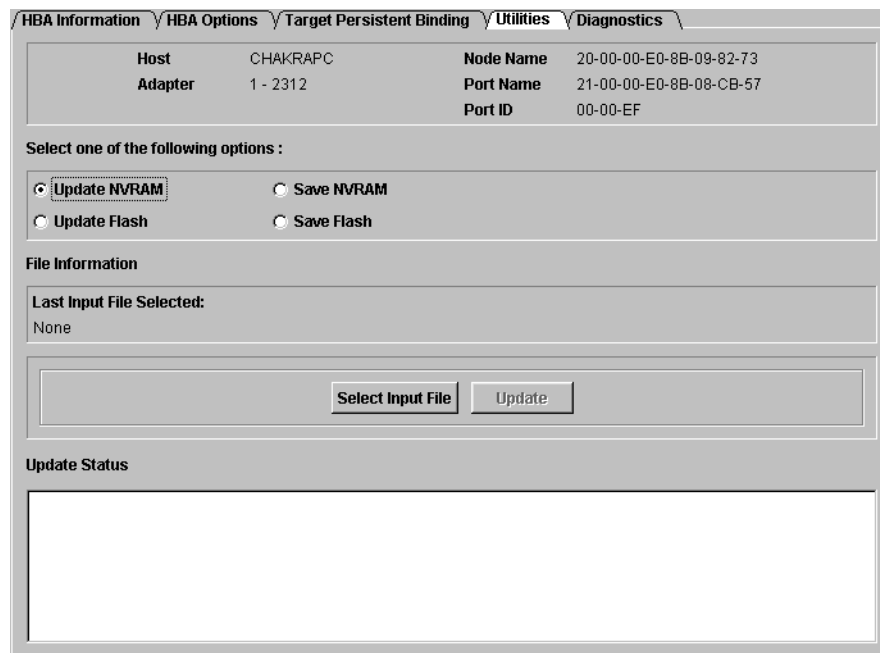 HBA Information HBA Options Target Persistent Binding Utilities Diagnostics
Host CHAKRAPC Node Name 20-00-00-E0-8B-09-82-73
Adapter 1 - 2312 Port Name 21-00-00-E0-8B-08-CB-57
Port ID 00-00-EF
Select one of the following options :
Update NVRAM Save NVRAM
Update Flash Save Flash
File Information
Last Input File Selected:
None
Select Input File Update
Update Status